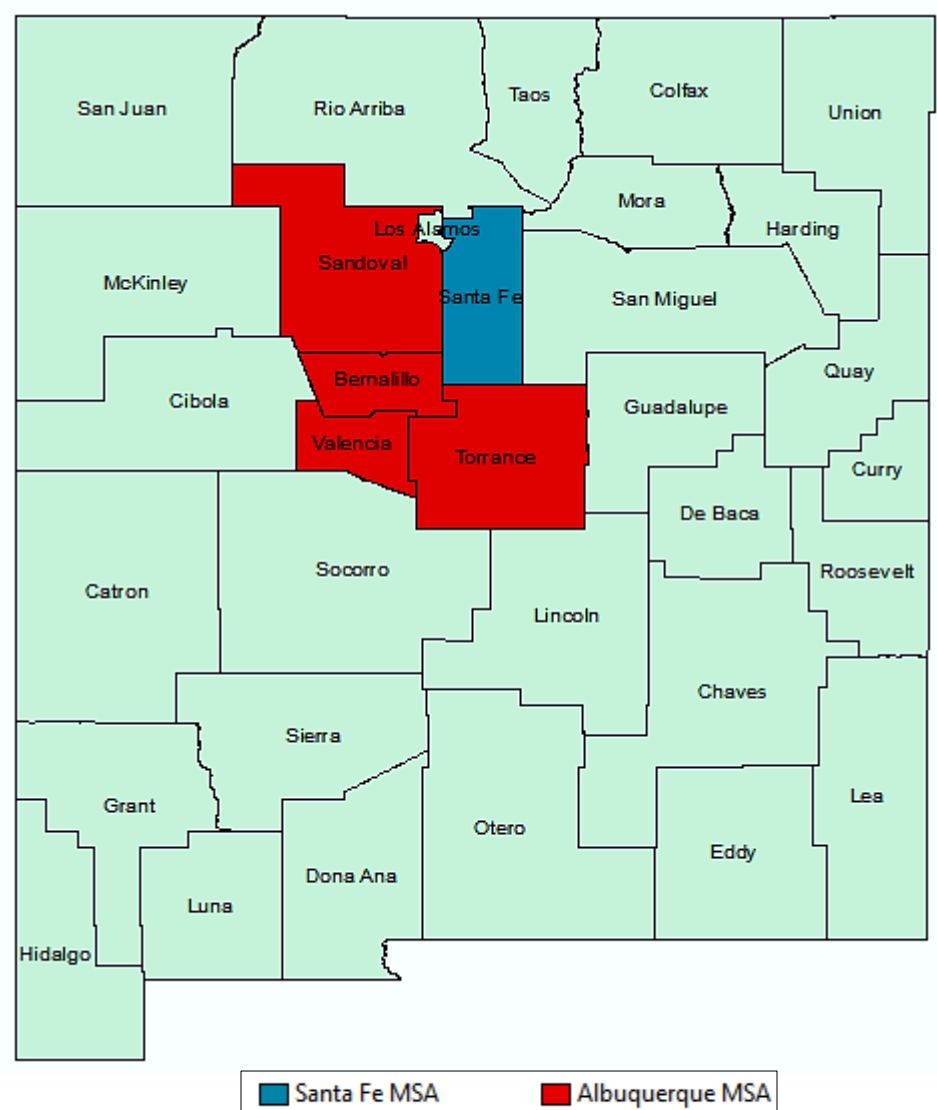 Taos
Colfax
San Juan
Rio Arriba
Union
Mora
Los Alamos
Harding
Sandoval
McKinley
Santa Fe
San Miguel
Quay
Bernalillo
Cibola
Guadalupe
Valencia
Torrance
Curry
De Baca
Socorro
Roosevelt
Catron
Lincoln
Chaves
Sierra
Lea
Grant
Otero
Eddy
Dona Ana
Luna
Hidalgo
Santa Fe MSA
Albuquerque MSA